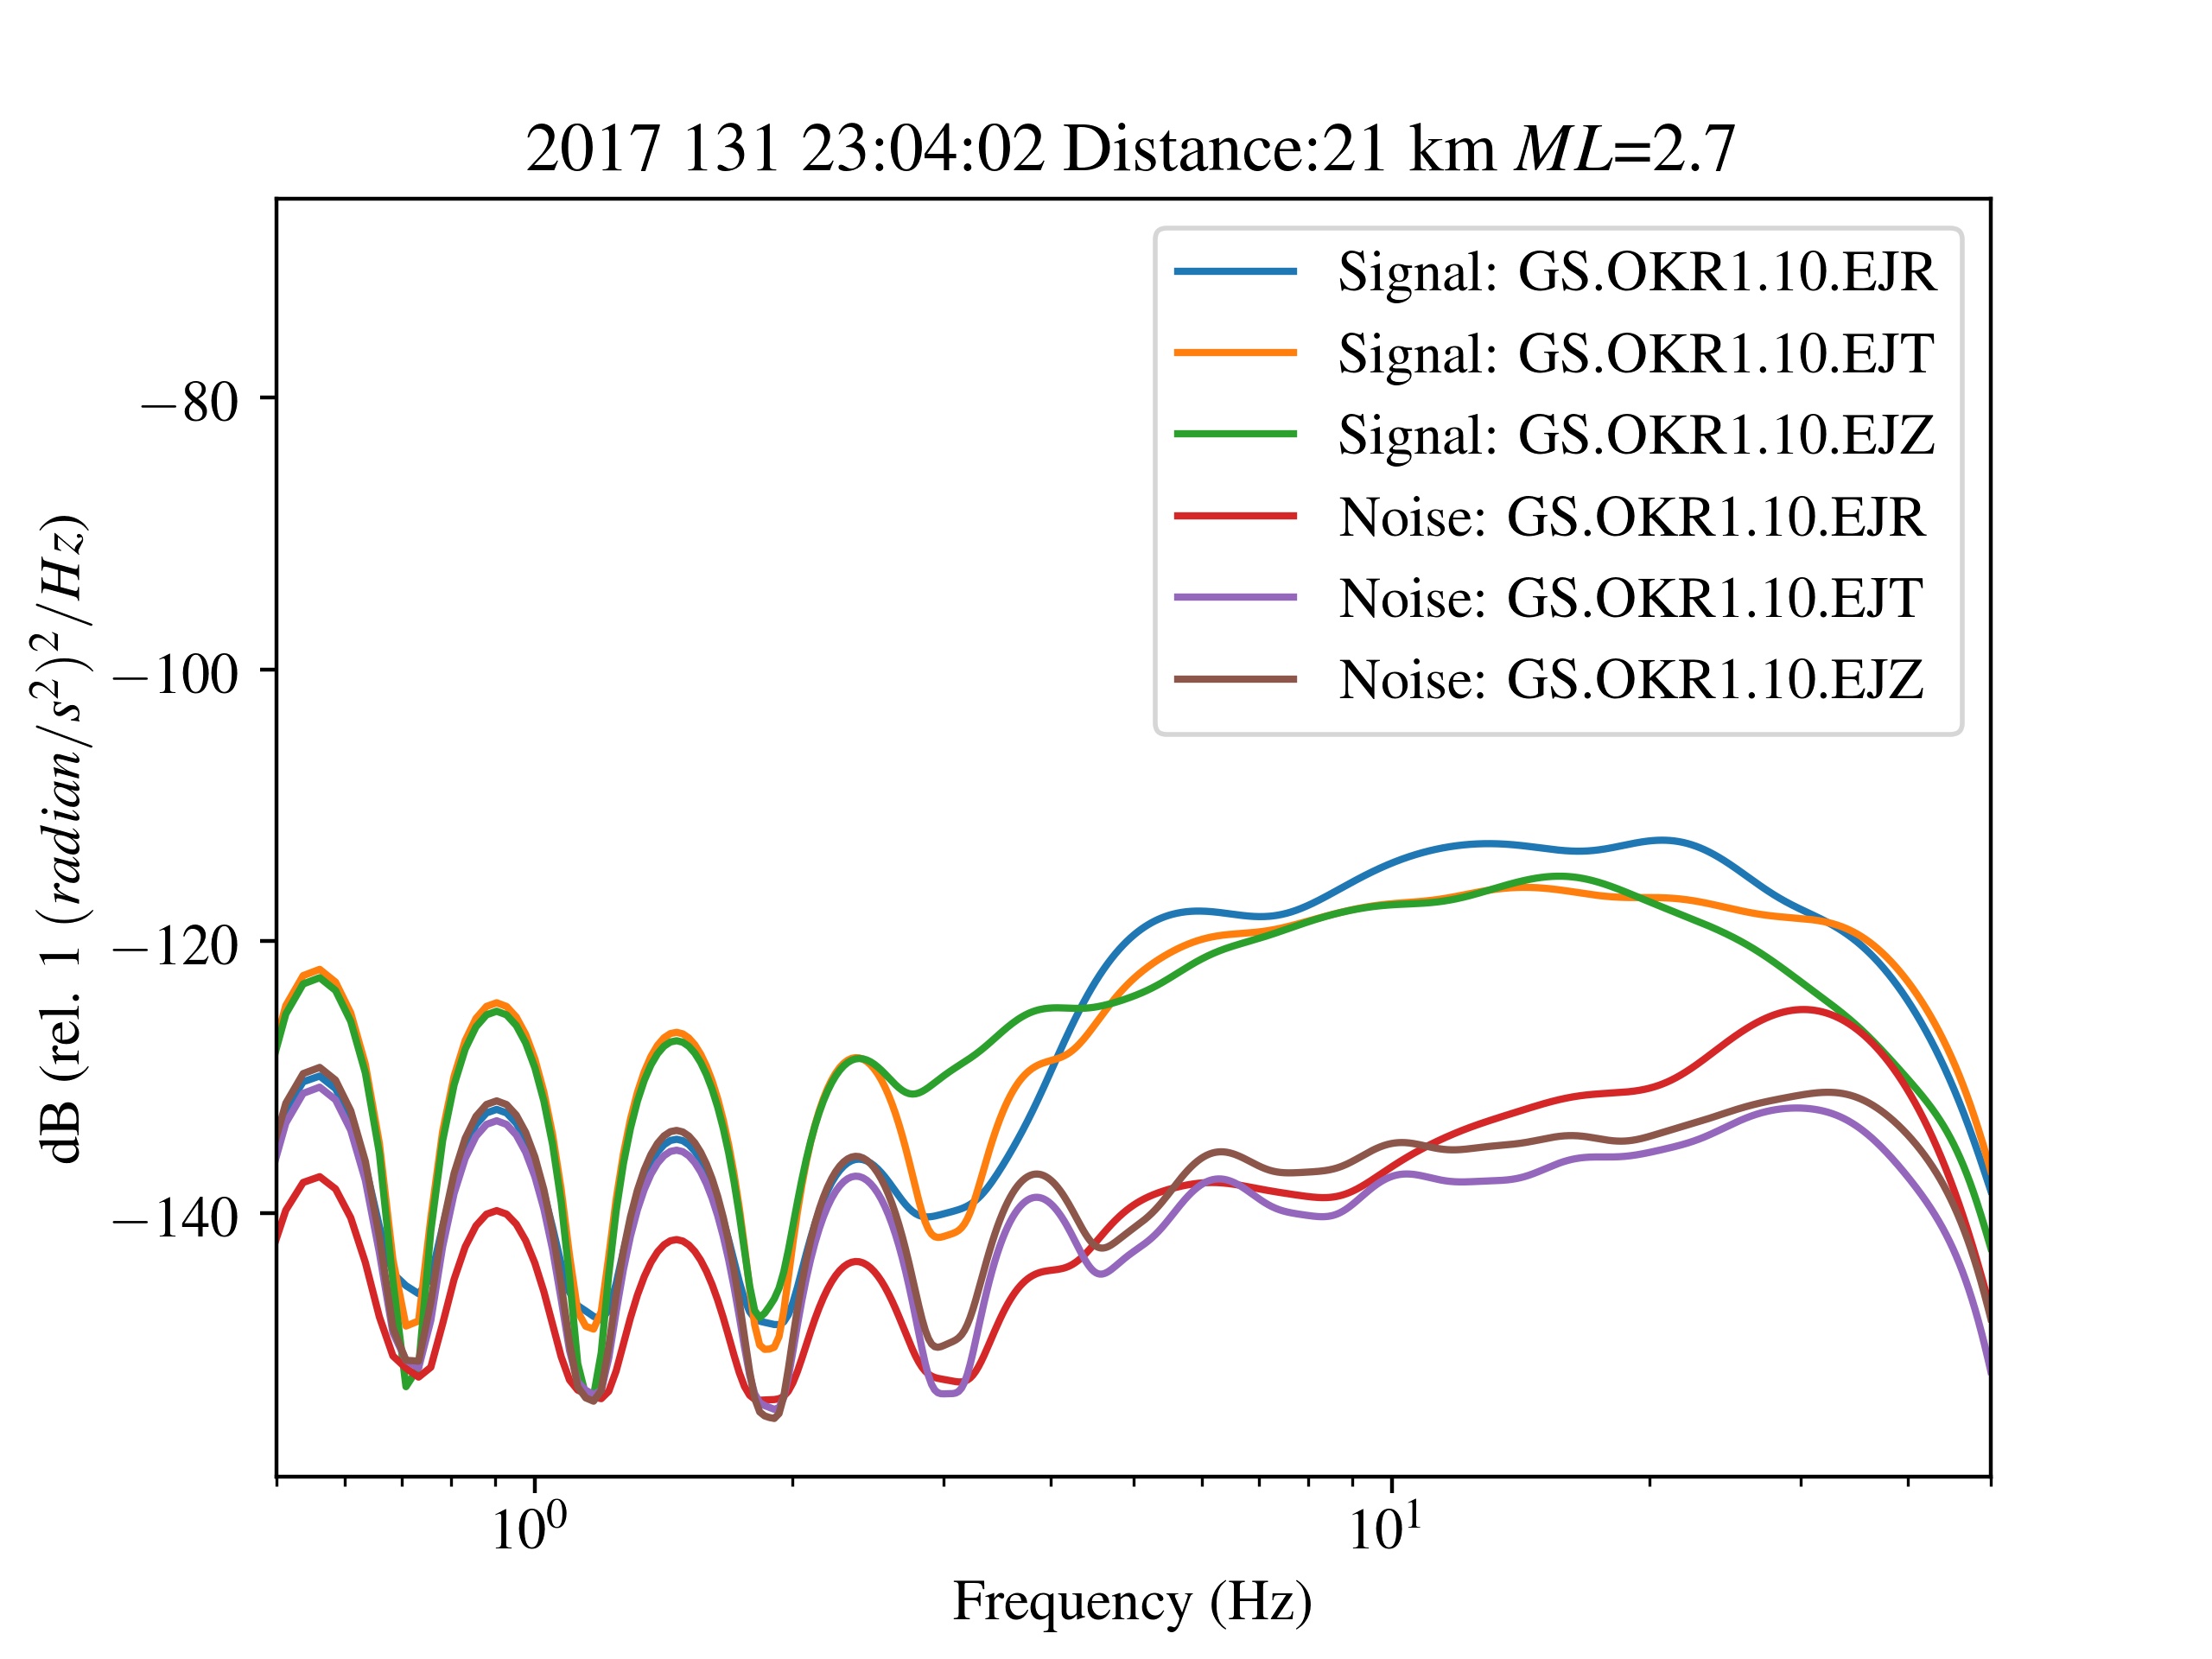 2017 131 23:04:02 Distance:21 km ML=2.7
Signal: GS.OKR1.10.EJR
Signal: GS.OKR1.10.EJT
Signal: GS.OKR1.10.EJZ
Noise: GS.OKR1.10.EJR
Noise: GS.OKR1.10.EJT
Noise: GS.OKR1.10.EJZ
dB (rel. 1 (radian/s²)²/Hz)
−80
−100
−120
−140
10⁰ 10¹
Frequency (Hz)